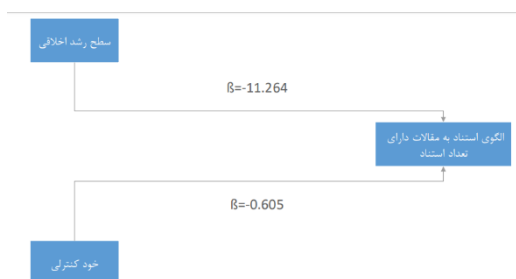 سطح رشد اخلاقی
ß=-11.264
الگوی استناد به مقالات دارای
تعداد استناد
ß=-0.605
خود کنترلی